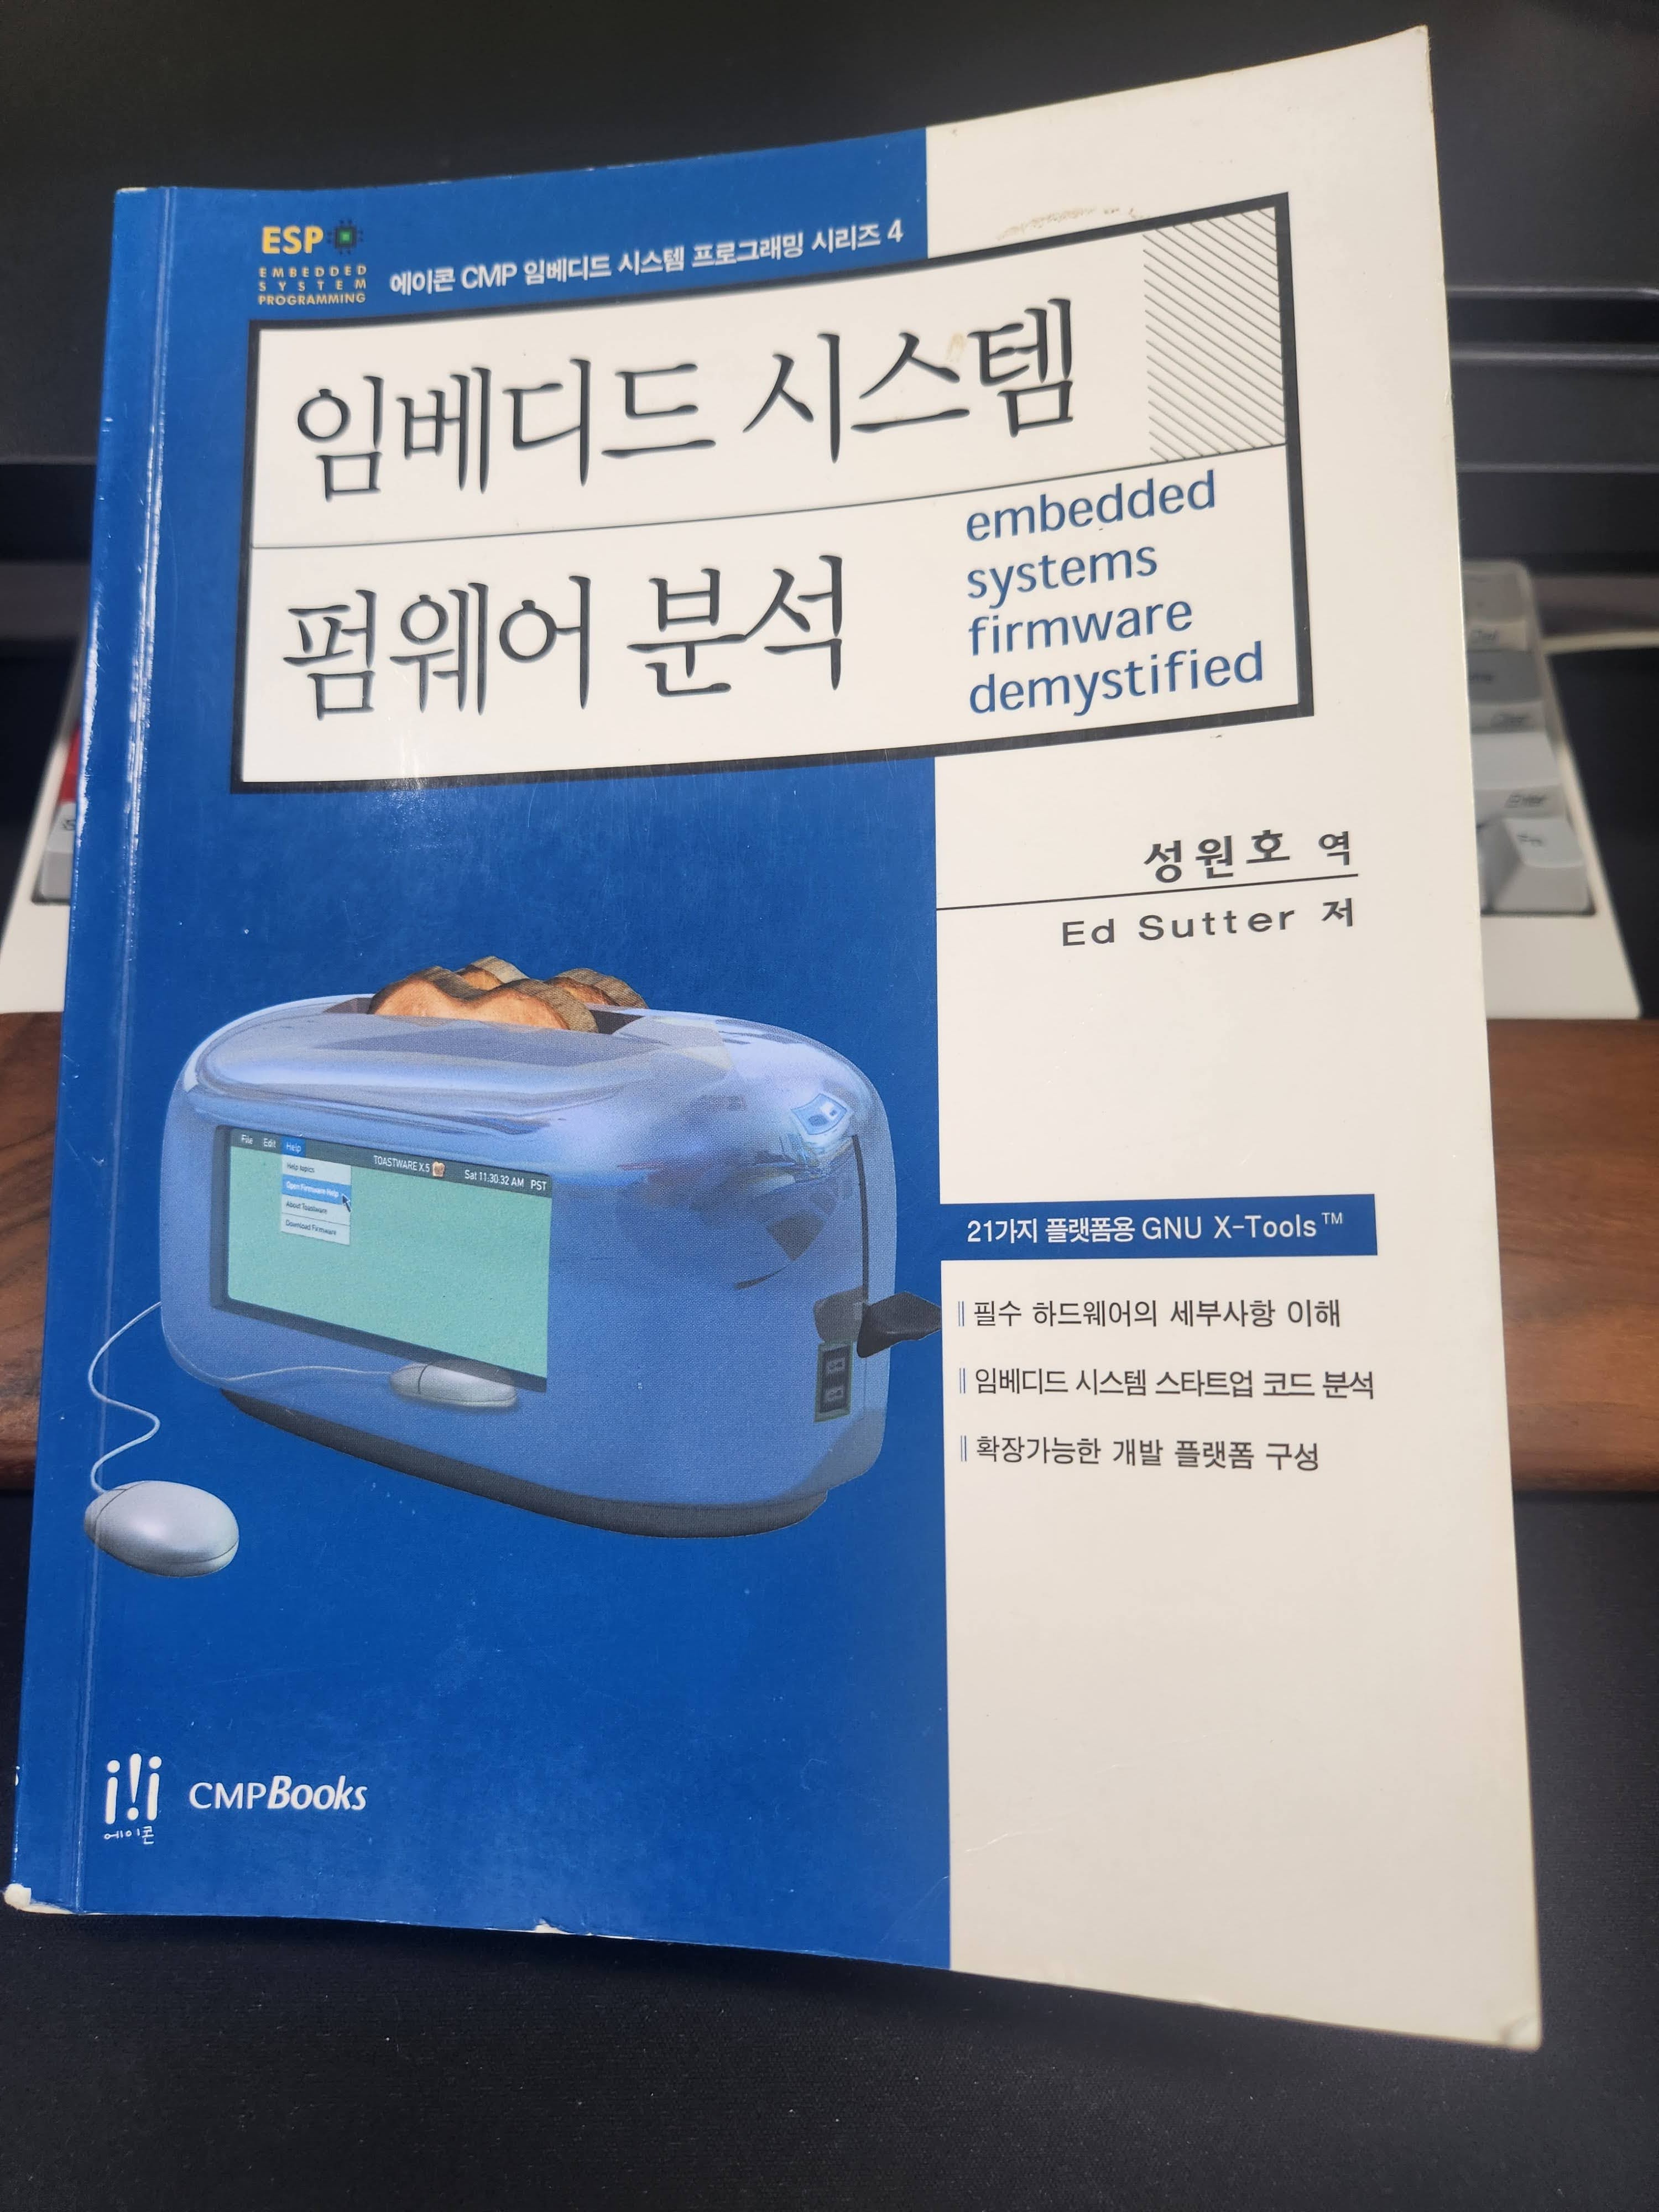 ESP
EMBEDDED
SYSTEM
PROGRAMMING
에이콘 CMP 임베디드 시스템 프로그래밍 시리즈 4
임베디드 시스템
펌웨어 분석
embedded
systems
firmware
demystified
성원호 역
Ed Sutter 저
File Edit Help
TOASTWARE X.5 Sat 11:30:32 AM PST
Help topics
Open Firmware Help
About Toastware
Download Firmware
21가지 플랫폼용 GNU X-Tools™
필수 하드웨어의 세부사항 이해
임베디드 시스템 스타트업 코드 분석
확장가능한 개발 플랫폼 구성
에이콘
CMPBooks
Enter
Fn